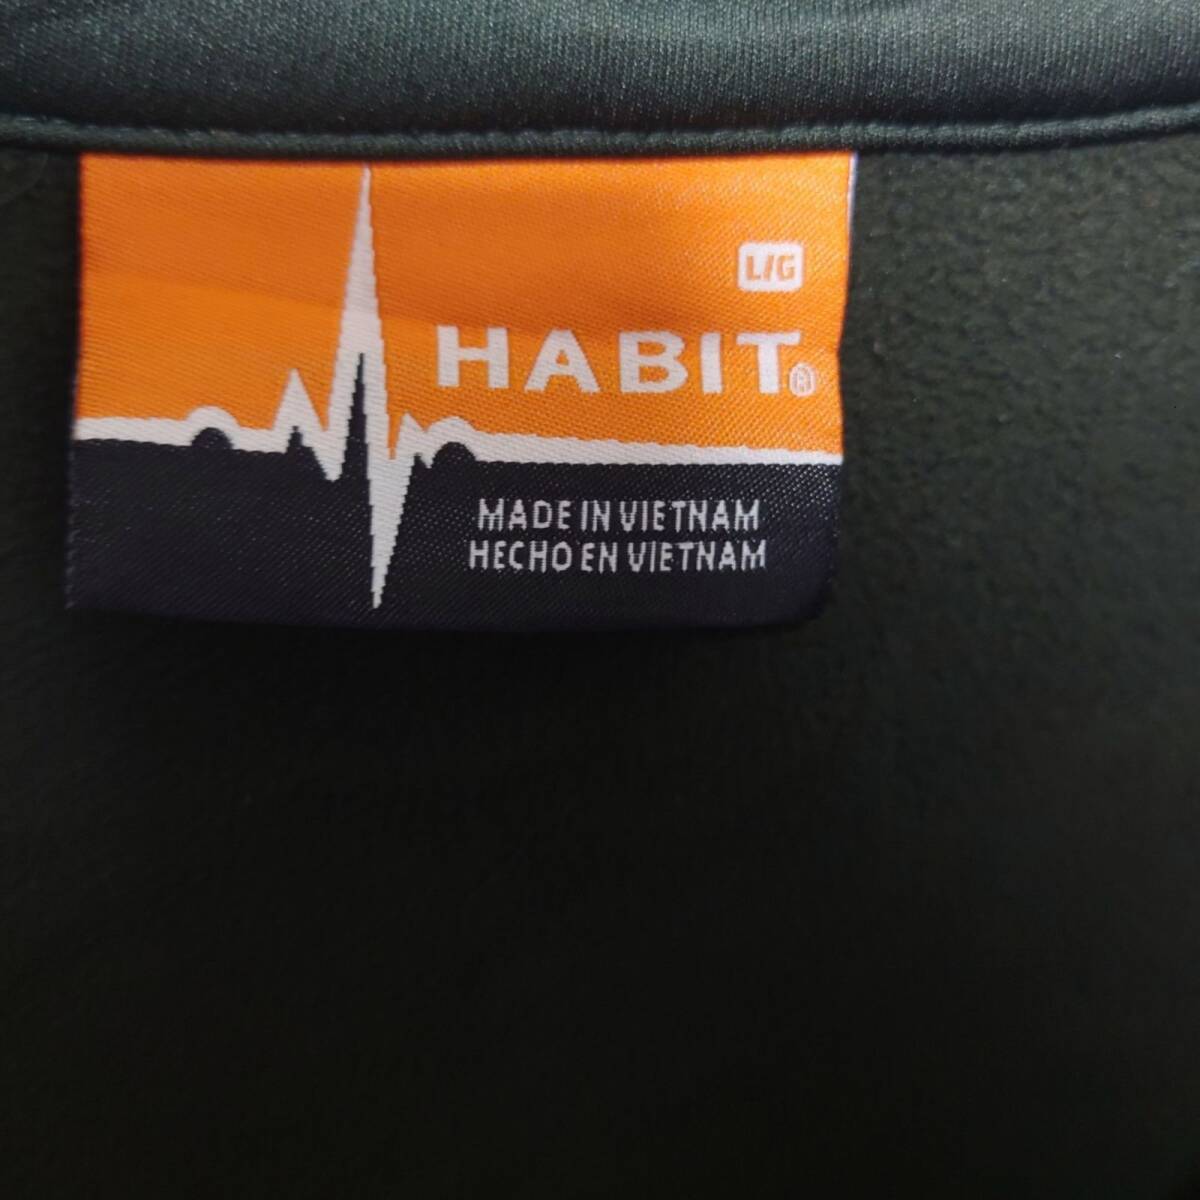 L/G
HABIT®
MADE IN VIETNAM
HECHO EN VIETNAM